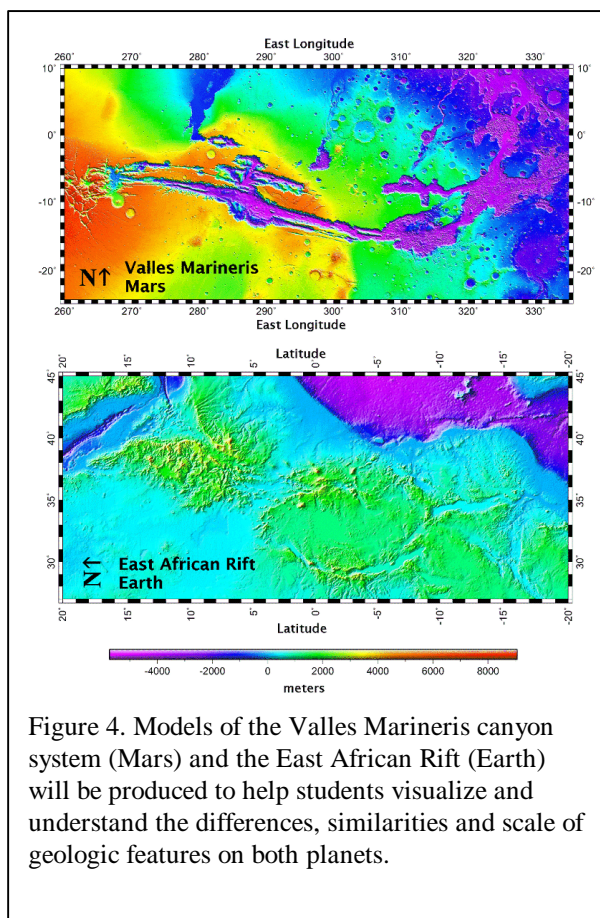 East Longitude
260˚ 270˚ 280˚ 290˚ 300˚ 310˚ 320˚ 330˚
10˚ 10˚
0˚ 0˚
-10˚ -10˚
-20˚ -20˚
N↑ Valles Marineris
Mars
260˚ 270˚ 280˚ 290˚ 300˚ 310˚ 320˚ 330˚
East Longitude
Latitude
20˚ 15˚ 10˚ 5˚ 0˚ -5˚ -10˚ -15˚ -20˚
45˚ 45˚
40˚ 40˚
35˚ 35˚
30˚ 30˚
N↑ East African Rift
Earth
20˚ 15˚ 10˚ 5˚ 0˚ -5˚ -10˚ -15˚ -20˚
Latitude
-4000 -2000 0 2000 4000 6000 8000
meters
Figure 4. Models of the Valles Marineris canyon
system (Mars) and the East African Rift (Earth)
will be produced to help students visualize and
understand the differences, similarities and scale of
geologic features on both planets.